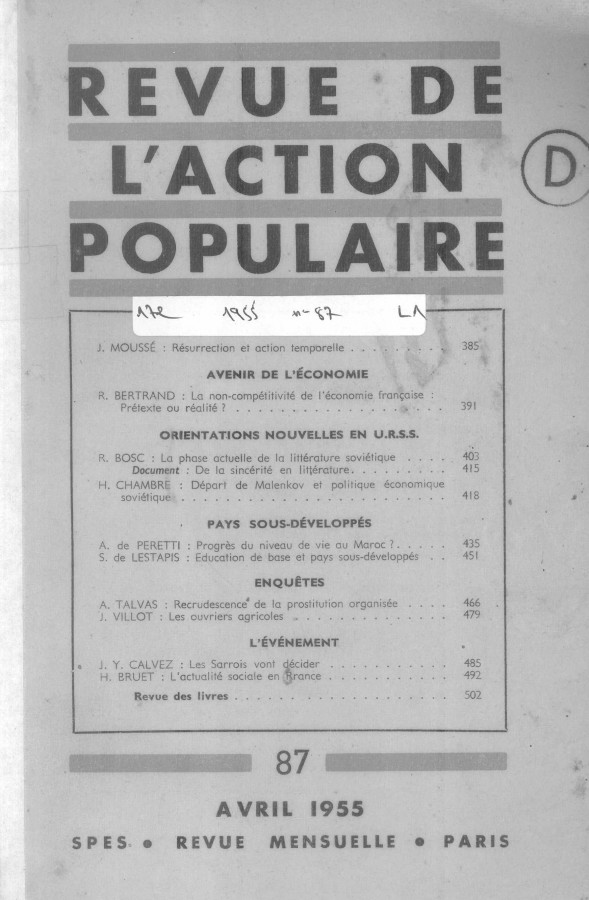 REVUE DE
L'ACTION
POPULAIRE
D
172 1955 n° 87 L1
J. MOUSSÉ : Résurrection et action temporelle . . . . . . . . 385
AVENIR DE L'ÉCONOMIE
R. BERTRAND : La non-compétitivité de l'économie française :
Prétexte ou réalité ? . . . . . . . . . . . . . . . . . . 391
ORIENTATIONS NOUVELLES EN U.R.S.S.
R. BOSC : La phase actuelle de la littérature soviétique . . . . 403
Document : De la sincérité en littérature. . . . . . . . . 415
H. CHAMBRE : Départ de Malenkov et politique économique
soviétique . . . . . . . . . . . . . . . . . . . . . . . 418
PAYS SOUS-DÉVELOPPÉS
A. de PERETTI : Progrès du niveau de vie au Maroc ? . . . . . 435
S. de LESTAPIS : Education de base et pays sous-développés . . 451
ENQUÊTES
A. TALVAS : Recrudescence de la prostitution organisée . . . . 466
J. VILLOT : Les ouvriers agricoles . . . . . . . . . . . . . . 479
L'ÉVÉNEMENT
J. Y. CALVEZ : Les Sarrois vont décider . . . . . . . . . . . 485
H. BRUET : L'actualité sociale en France . . . . . . . . . . . 492
Revue des livres . . . . . . . . . . . . . . . . . . . . 502
87
AVRIL 1955
SPES • REVUE MENSUELLE • PARIS